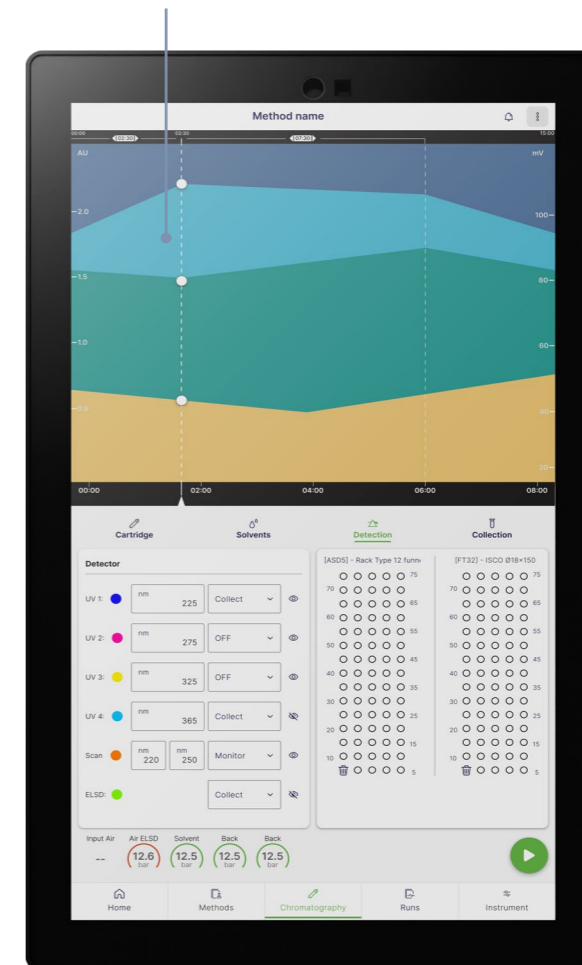 Method name
00:00 (02:30) 02:30 (07:30) 15:00
AU mV
2.0 100
1.5 80
1.0 60
40
20
00:00 02:00 04:00 06:00 08:00
Cartridge Solvents Detection Collection
Detector
UV 1: nm 225 Collect
UV 2: nm 275 OFF
UV 3: nm 325 OFF
UV 4: nm 365 Collect
Scan nm 220 nm 250 Monitor
ELSD: Collect
[ASD5] - Rack Type 12 funn [FT32] - ISCO Ø18x150
75 75
70 70
65 65
60 60
55 55
50 50
45 45
40 40
35 35
30 30
25 25
20 20
15 15
10 10
5 5
Input Air Air ELSD Solvent Back Back
-- 12.6 12.5 12.5 12.5
bar bar bar bar
Home Methods Chromatography Runs Instrument